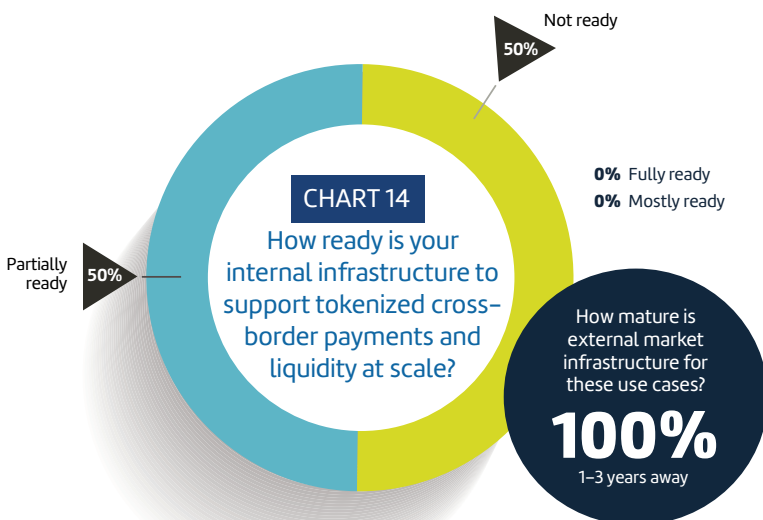 Not ready
50%
0% Fully ready
0% Mostly ready
CHART 14
How ready is your
internal infrastructure to
support tokenized cross-
border payments and
liquidity at scale?
Partially
ready
50%
How mature is
external market
infrastructure for
these use cases?
100%
1–3 years away